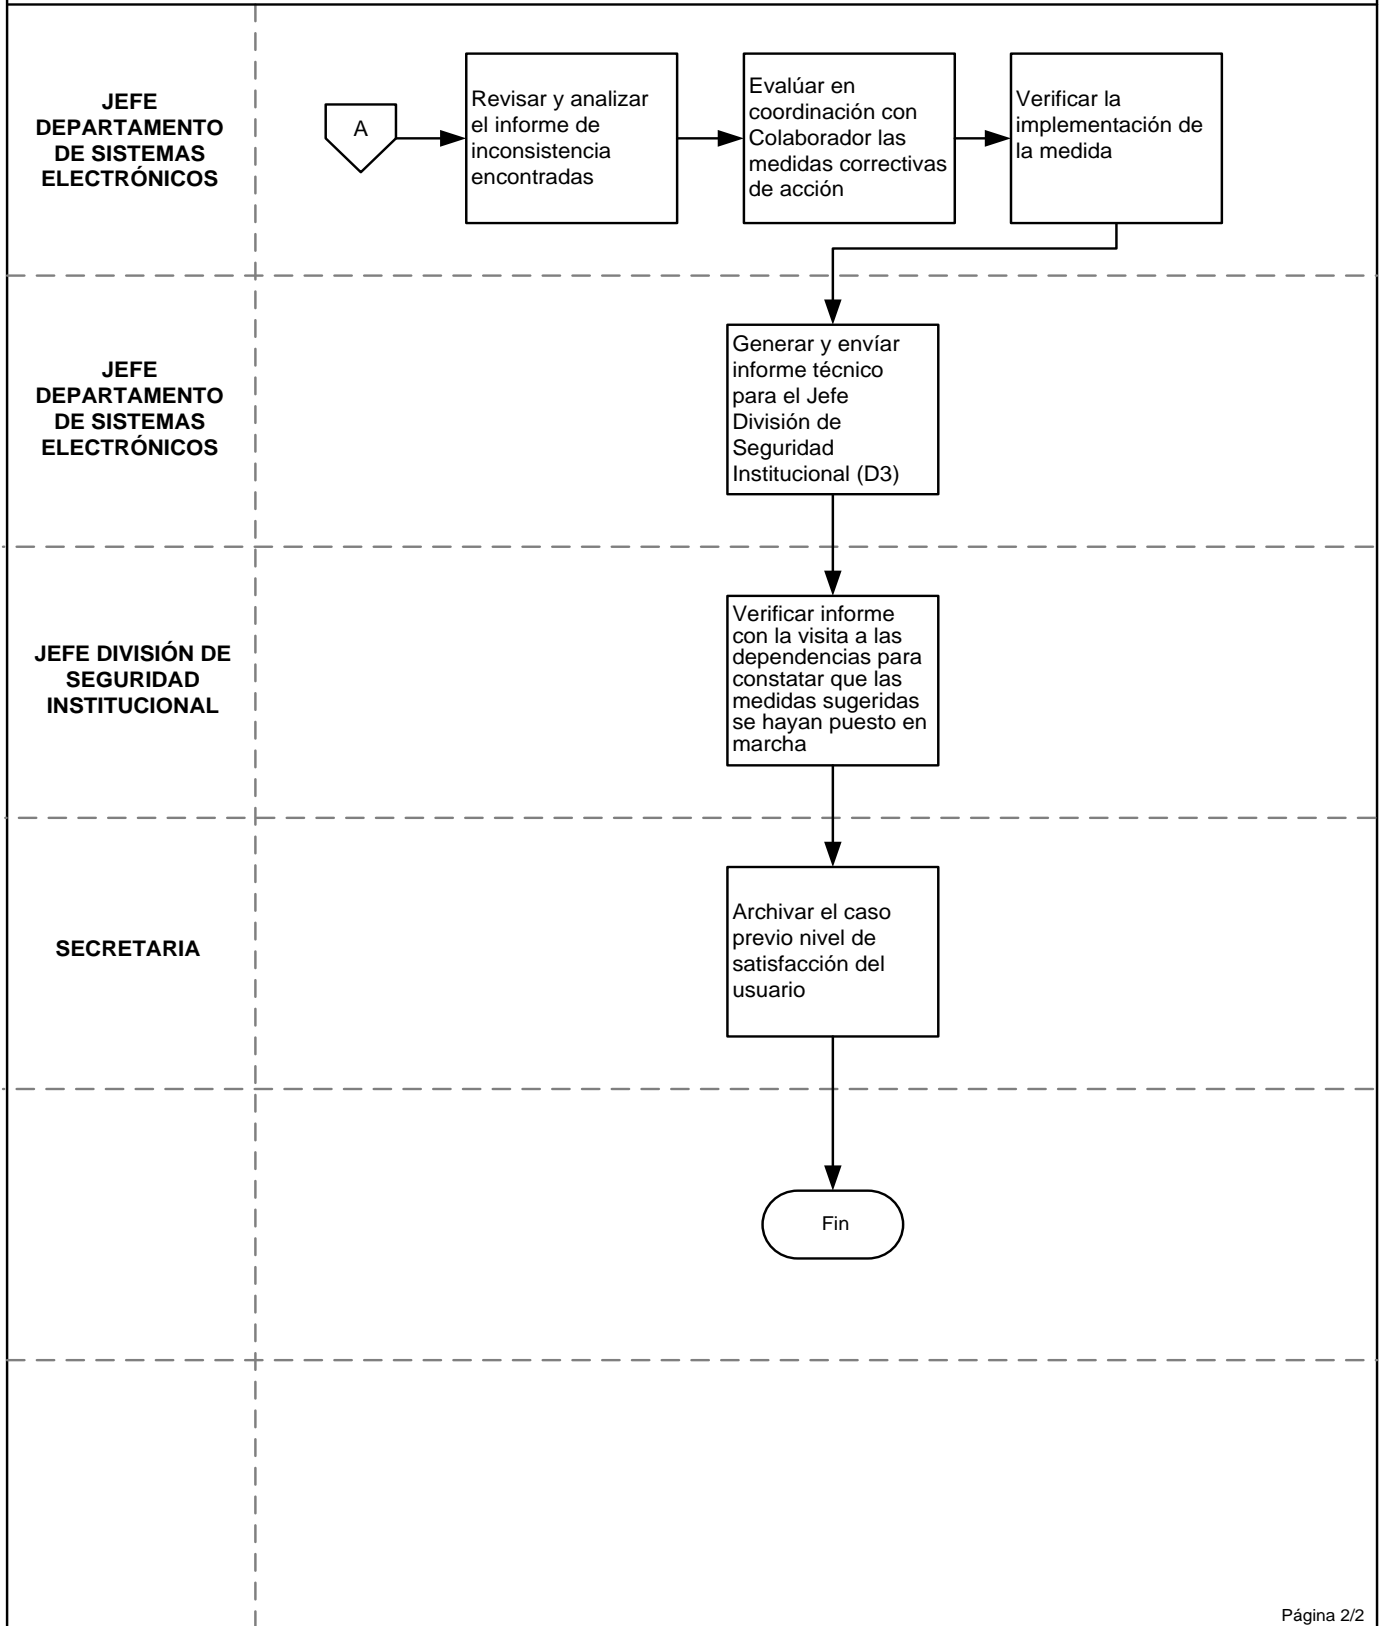 JEFE
DEPARTAMENTO
DE SISTEMAS
ELECTRÓNICOS
A
Revisar y analizar
el informe de
inconsistencia
encontradas
Evalúar en
coordinación con
Colaborador las
medidas correctivas
de acción
Verificar la
implementación de
la medida
JEFE
DEPARTAMENTO
DE SISTEMAS
ELECTRÓNICOS
Generar y envíar
informe técnico
para el Jefe
División de
Seguridad
Institucional (D3)
JEFE DIVISIÓN DE
SEGURIDAD
INSTITUCIONAL
Verificar informe
con la visita a las
dependencias para
constatar que las
medidas sugeridas
se hayan puesto en
marcha
SECRETARIA
Archivar el caso
previo nivel de
satisfacción del
usuario
Fin
Página 2/2